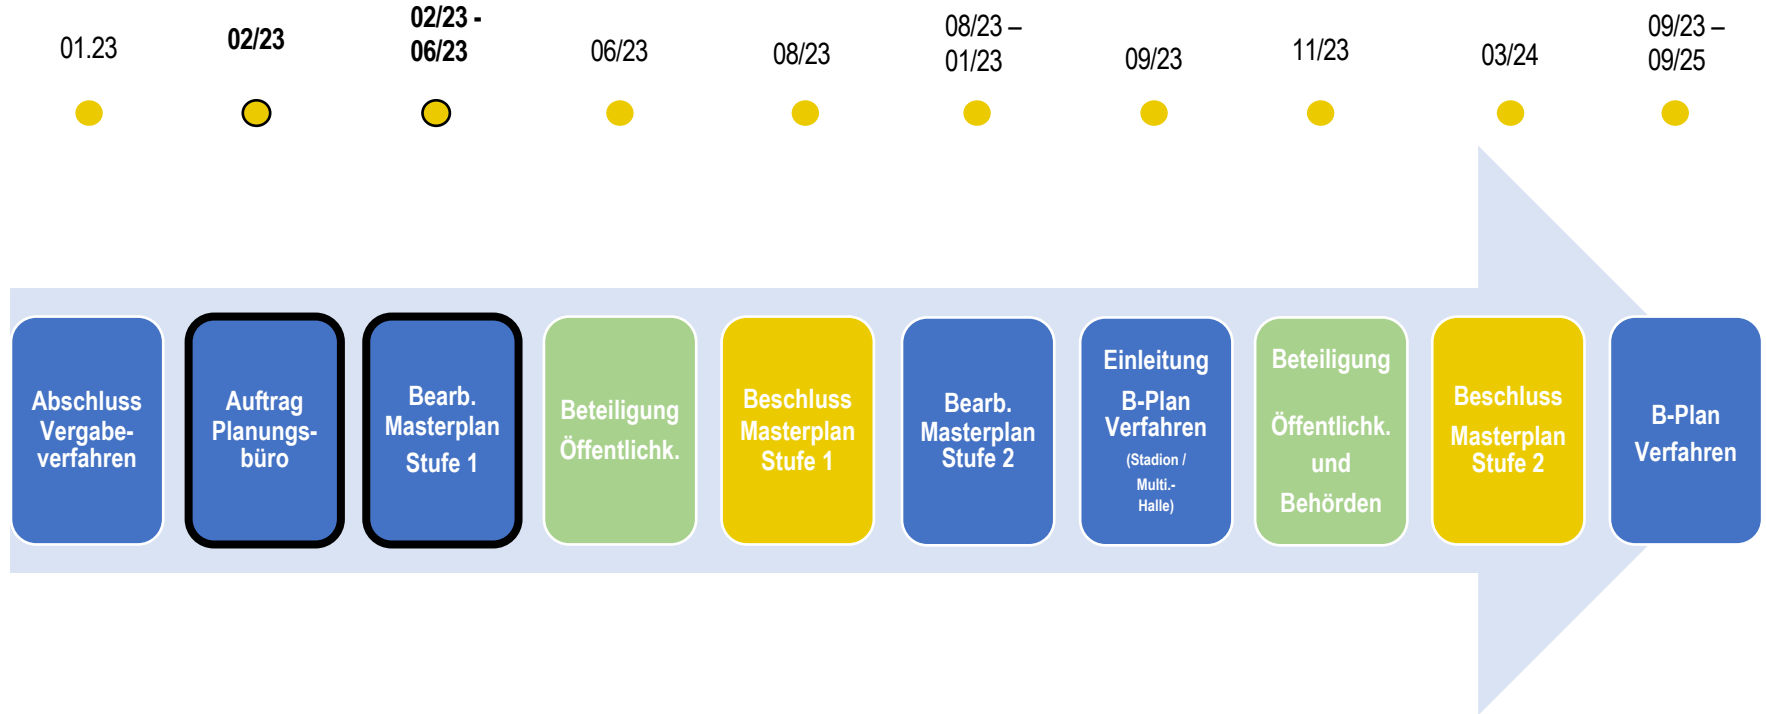 01.23
02/23
02/23 -
06/23
06/23
08/23
08/23 –
01/23
09/23
11/23
03/24
09/23 –
09/25
Abschluss
Vergabe-
verfahren
Auftrag
Planungs-
büro
Bearb.
Masterplan
Stufe 1
Beteiligung
Öffentlichk.
Beschluss
Masterplan
Stufe 1
Bearb.
Masterplan
Stufe 2
Einleitung
B-Plan
Verfahren
(Stadion /
Multi.-
Halle)
Beteiligung
Öffentlichk.
und
Behörden
Beschluss
Masterplan
Stufe 2
B-Plan
Verfahren